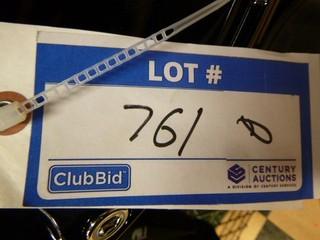 LOT #
761 D
ClubBid
CENTURY
AUCTIONS
A DIVISION OF CENTURY SERVICES